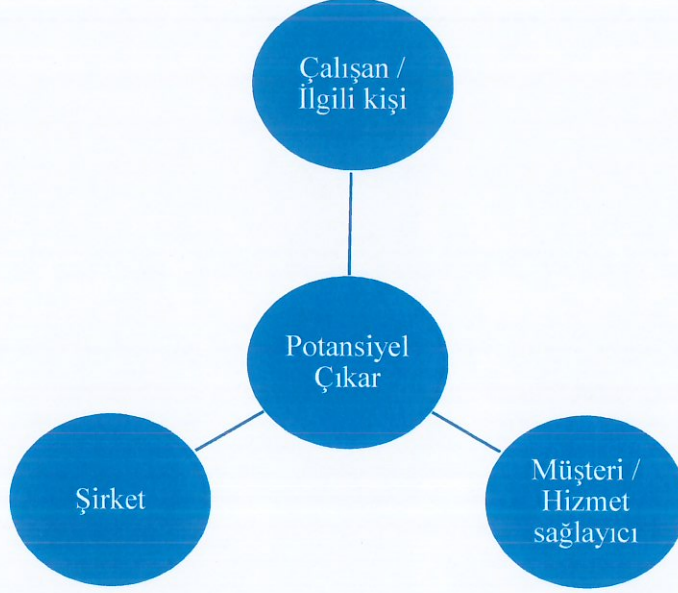 Çalışan /
İlgili kişi
Potansiyel
Çıkar
Şirket
Müşteri /
Hizmet
sağlayıcı